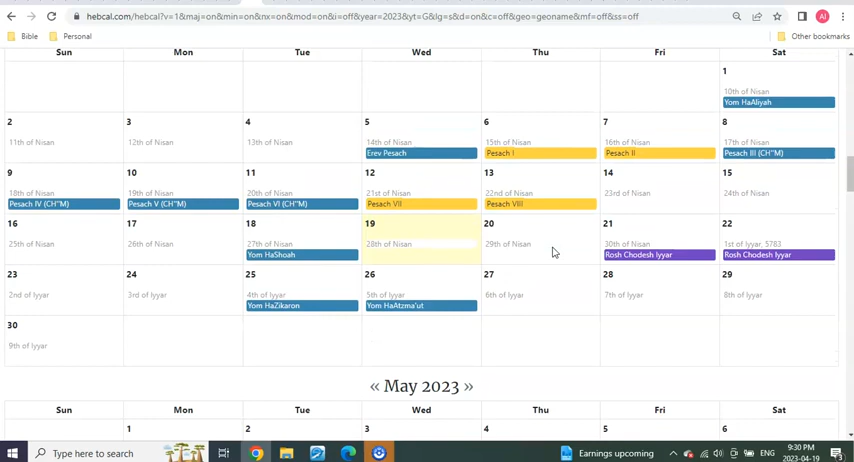 hebcal.com/hebcal?v=1&maj=on&min=on&nx=on&mod=on&i=off&year=2023&yt=G&lg=s&d=on&c=off&geo=geoname&mf=off&ss=off
AI
Bible Personal Other bookmarks
Sun Mon Tue Wed Thu Fri Sat
1
10th of Nisan
Yom HaAliyah
2 3 4 5 6 7 8
11th of Nisan 12th of Nisan 13th of Nisan 14th of Nisan 15th of Nisan 16th of Nisan 17th of Nisan
Erev Pesach Pesach I Pesach II Pesach III (CH''M)
9 10 11 12 13 14 15
18th of Nisan 19th of Nisan 20th of Nisan 21st of Nisan 22nd of Nisan 23rd of Nisan 24th of Nisan
Pesach IV (CH''M) Pesach V (CH''M) Pesach VI (CH''M) Pesach VII Pesach VIII
16 17 18 19 20 21 22
25th of Nisan 26th of Nisan 27th of Nisan 28th of Nisan 29th of Nisan 30th of Nisan 1st of Iyyar, 5783
Yom HaShoah Rosh Chodesh Iyyar Rosh Chodesh Iyyar
23 24 25 26 27 28 29
2nd of Iyyar 3rd of Iyyar 4th of Iyyar 5th of Iyyar 6th of Iyyar 7th of Iyyar 8th of Iyyar
Yom HaZikaron Yom HaAtzma'ut
30
9th of Iyyar
« May 2023 »
Sun Mon Tue Wed Thu Fri Sat
1 2 3 4 5 6
Type here to search Earnings upcoming ENG 9:30 PM
2023-04-19
3